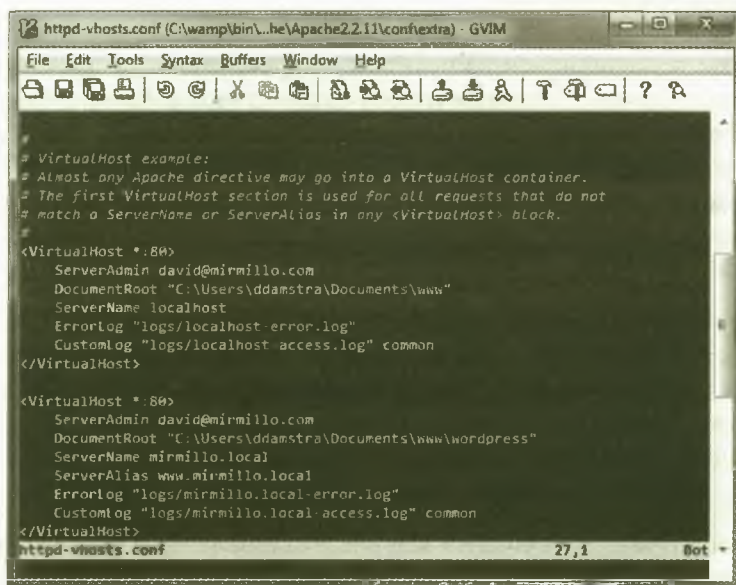 httpd-vhosts.conf (C:\wamp\bin\...he\Apache2.2.11\conf\extra) - GVIM
File Edit Tools Syntax Buffers Window Help
#
# VirtualHost example:
# Almost any Apache directive may go into a VirtualHost container.
# The first VirtualHost section is used for all requests that do not
# match a ServerName or ServerAlias in any <VirtualHost> block.
#
<VirtualHost *:80>
ServerAdmin david@mirmillo.com
DocumentRoot "C:\Users\ddamstra\Documents\www"
ServerName localhost
ErrorLog "logs/localhost-error.log"
CustomLog "logs/localhost-access.log" common
</VirtualHost>
<VirtualHost *:80>
ServerAdmin david@mirmillo.com
DocumentRoot "C:\Users\ddamstra\Documents\www\wordpress"
ServerName mirmillo.local
ServerAlias www.mirmillo.local
ErrorLog "logs/mirmillo.local-error.log"
CustomLog "logs/mirmillo.local-access.log" common
</VirtualHost>
httpd-vhosts.conf 27,1 Bot